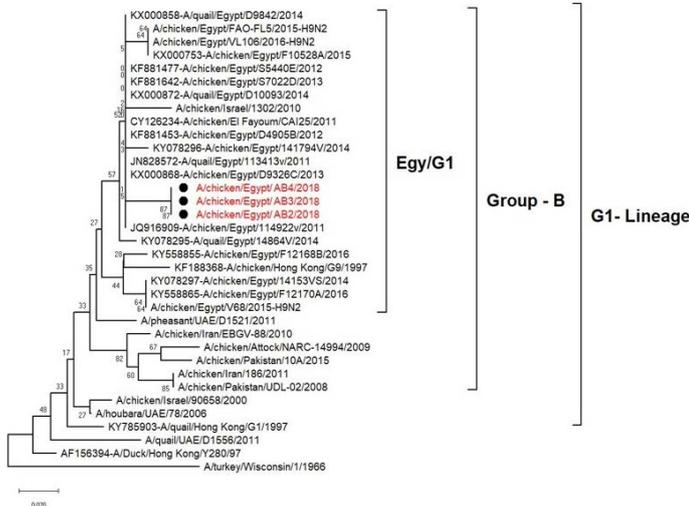 KX000858-A/quail/Egypt/D9842/2014
A/chicken/Egypt/FAO-FL5/2015-H9N2
A/chicken/Egypt/VL106/2016-H9N2
KX000753-A/chicken/Egypt/F10528A/2015
KF881477-A/chicken/Egypt/S5440E/2012
KF881642-A/chicken/Egypt/S7022D/2013
KX000872-A/quail/Egypt/D10093/2014
A/chicken/Israel/1302/2010
CY126234-A/chicken/El Fayoum/CAI25/2011
KF881453-A/chicken/Egypt/D4905B/2012
KY078296-A/chicken/Egypt/141794V/2014
JN828572-A/quail/Egypt/113413v/2011
KX000868-A/chicken/Egypt/D9326C/2013
A/chicken/Egypt/ AB4/2018
A/chicken/Egypt/ AB3/2018
A/chicken/Egypt/ AB2/2018
JQ916909-A/chicken/Egypt/114922v/2011
KY078295-A/quail/Egypt/14864V/2014
KY558855-A/chicken/Egypt/F12168B/2016
KF188368-A/chicken/Hong Kong/G9/1997
KY078297-A/chicken/Egypt/14153VS/2014
KY558865-A/chicken/Egypt/F12170A/2016
A/chicken/Egypt/V68/2015-H9N2
A/pheasant/UAE/D1521/2011
A/chicken/Iran/EBGV-88/2010
A/chicken/Attock/NARC-14994/2009
A/chicken/Pakistan/10A/2015
A/chicken/Iran/186/2011
A/chicken/Pakistan/UDL-02/2008
A/chicken/Israel/90658/2000
A/houbara/UAE/78/2006
KY785903-A/quail/Hong Kong/G1/1997
A/quail/UAE/D1556/2011
AF156394-A/Duck/Hong Kong/Y280/97
A/turkey/Wisconsin/1/1966
Egy/G1
Group - B
G1- Lineage
64
64
57
87
87
27
28
44
35
64
64
33
82
67
60
85
17
33
27
48
0.020